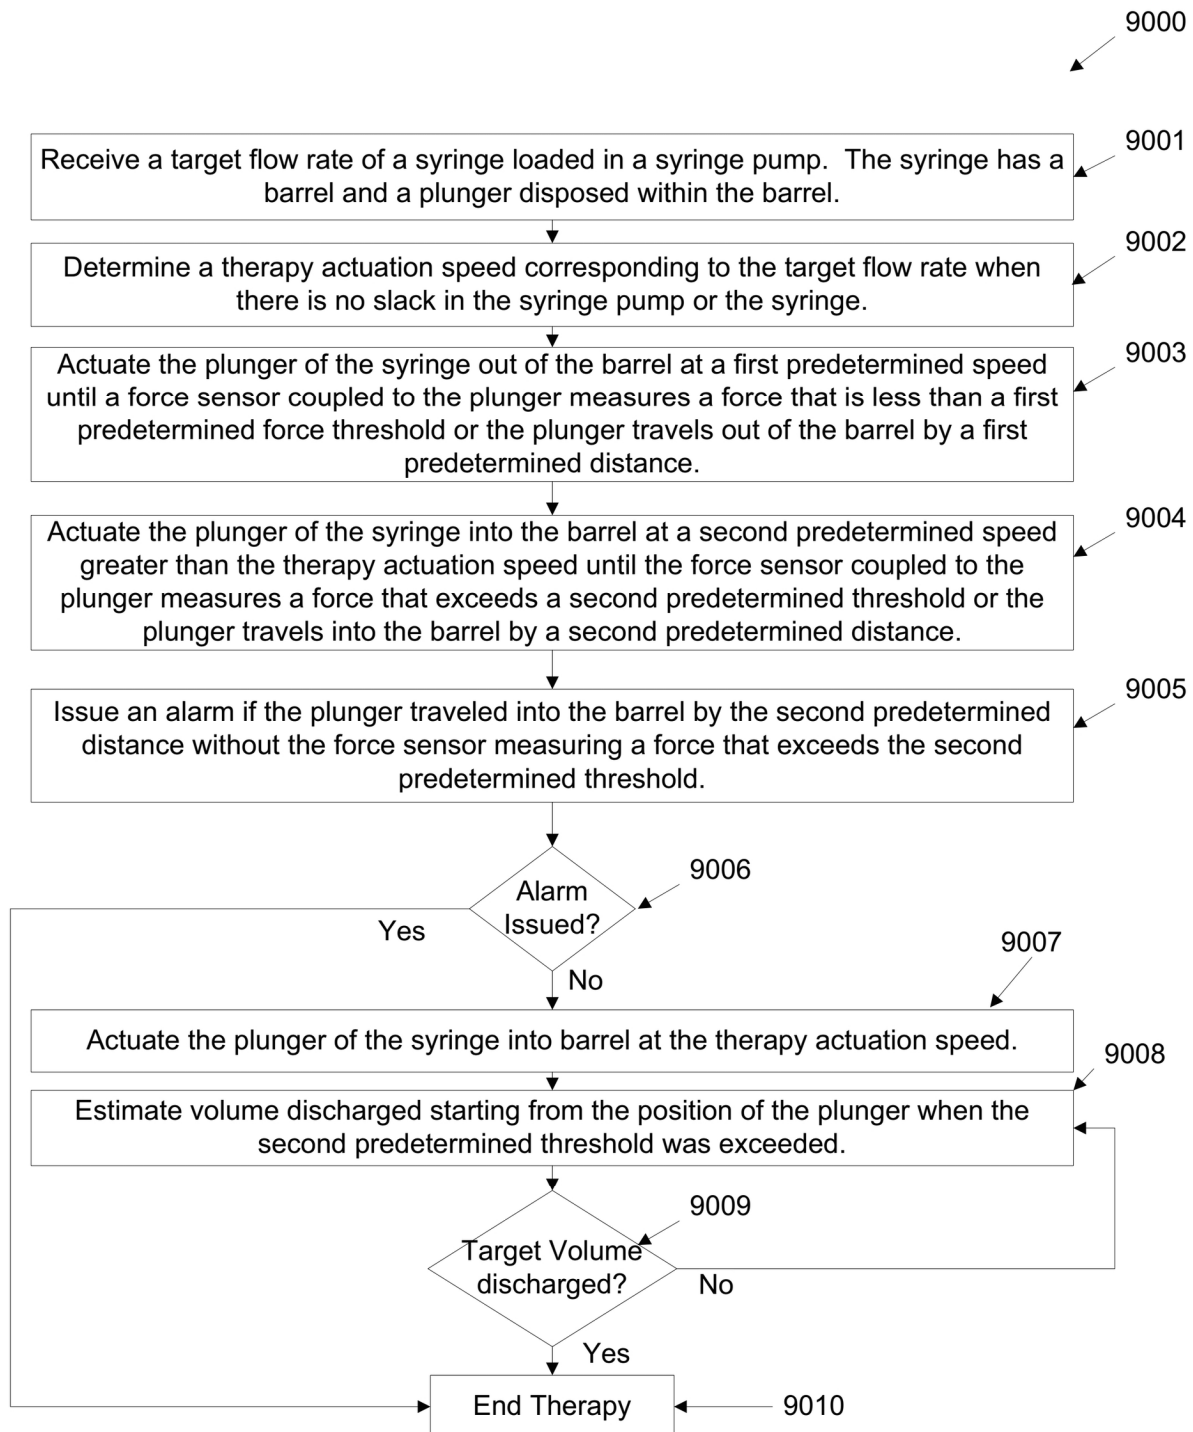 9000
Receive a target flow rate of a syringe loaded in a syringe pump.  The syringe has a
barrel and a plunger disposed within the barrel.
9001
Determine a therapy actuation speed corresponding to the target flow rate when
there is no slack in the syringe pump or the syringe.
9002
Actuate the plunger of the syringe out of the barrel at a first predetermined speed
until a force sensor coupled to the plunger measures a force that is less than a first
predetermined force threshold or the plunger travels out of the barrel by a first
predetermined distance.
9003
Actuate the plunger of the syringe into the barrel at a second predetermined speed
greater than the therapy actuation speed until the force sensor coupled to the
plunger measures a force that exceeds a second predetermined threshold or the
plunger travels into the barrel by a second predetermined distance.
9004
Issue an alarm if the plunger traveled into the barrel by the second predetermined
distance without the force sensor measuring a force that exceeds the second
predetermined threshold.
9005
Alarm
Issued?
9006
Yes
No
9007
Actuate the plunger of the syringe into barrel at the therapy actuation speed.
9008
Estimate volume discharged starting from the position of the plunger when the
second predetermined threshold was exceeded.
9009
Target Volume
discharged?
No
Yes
End Therapy
9010